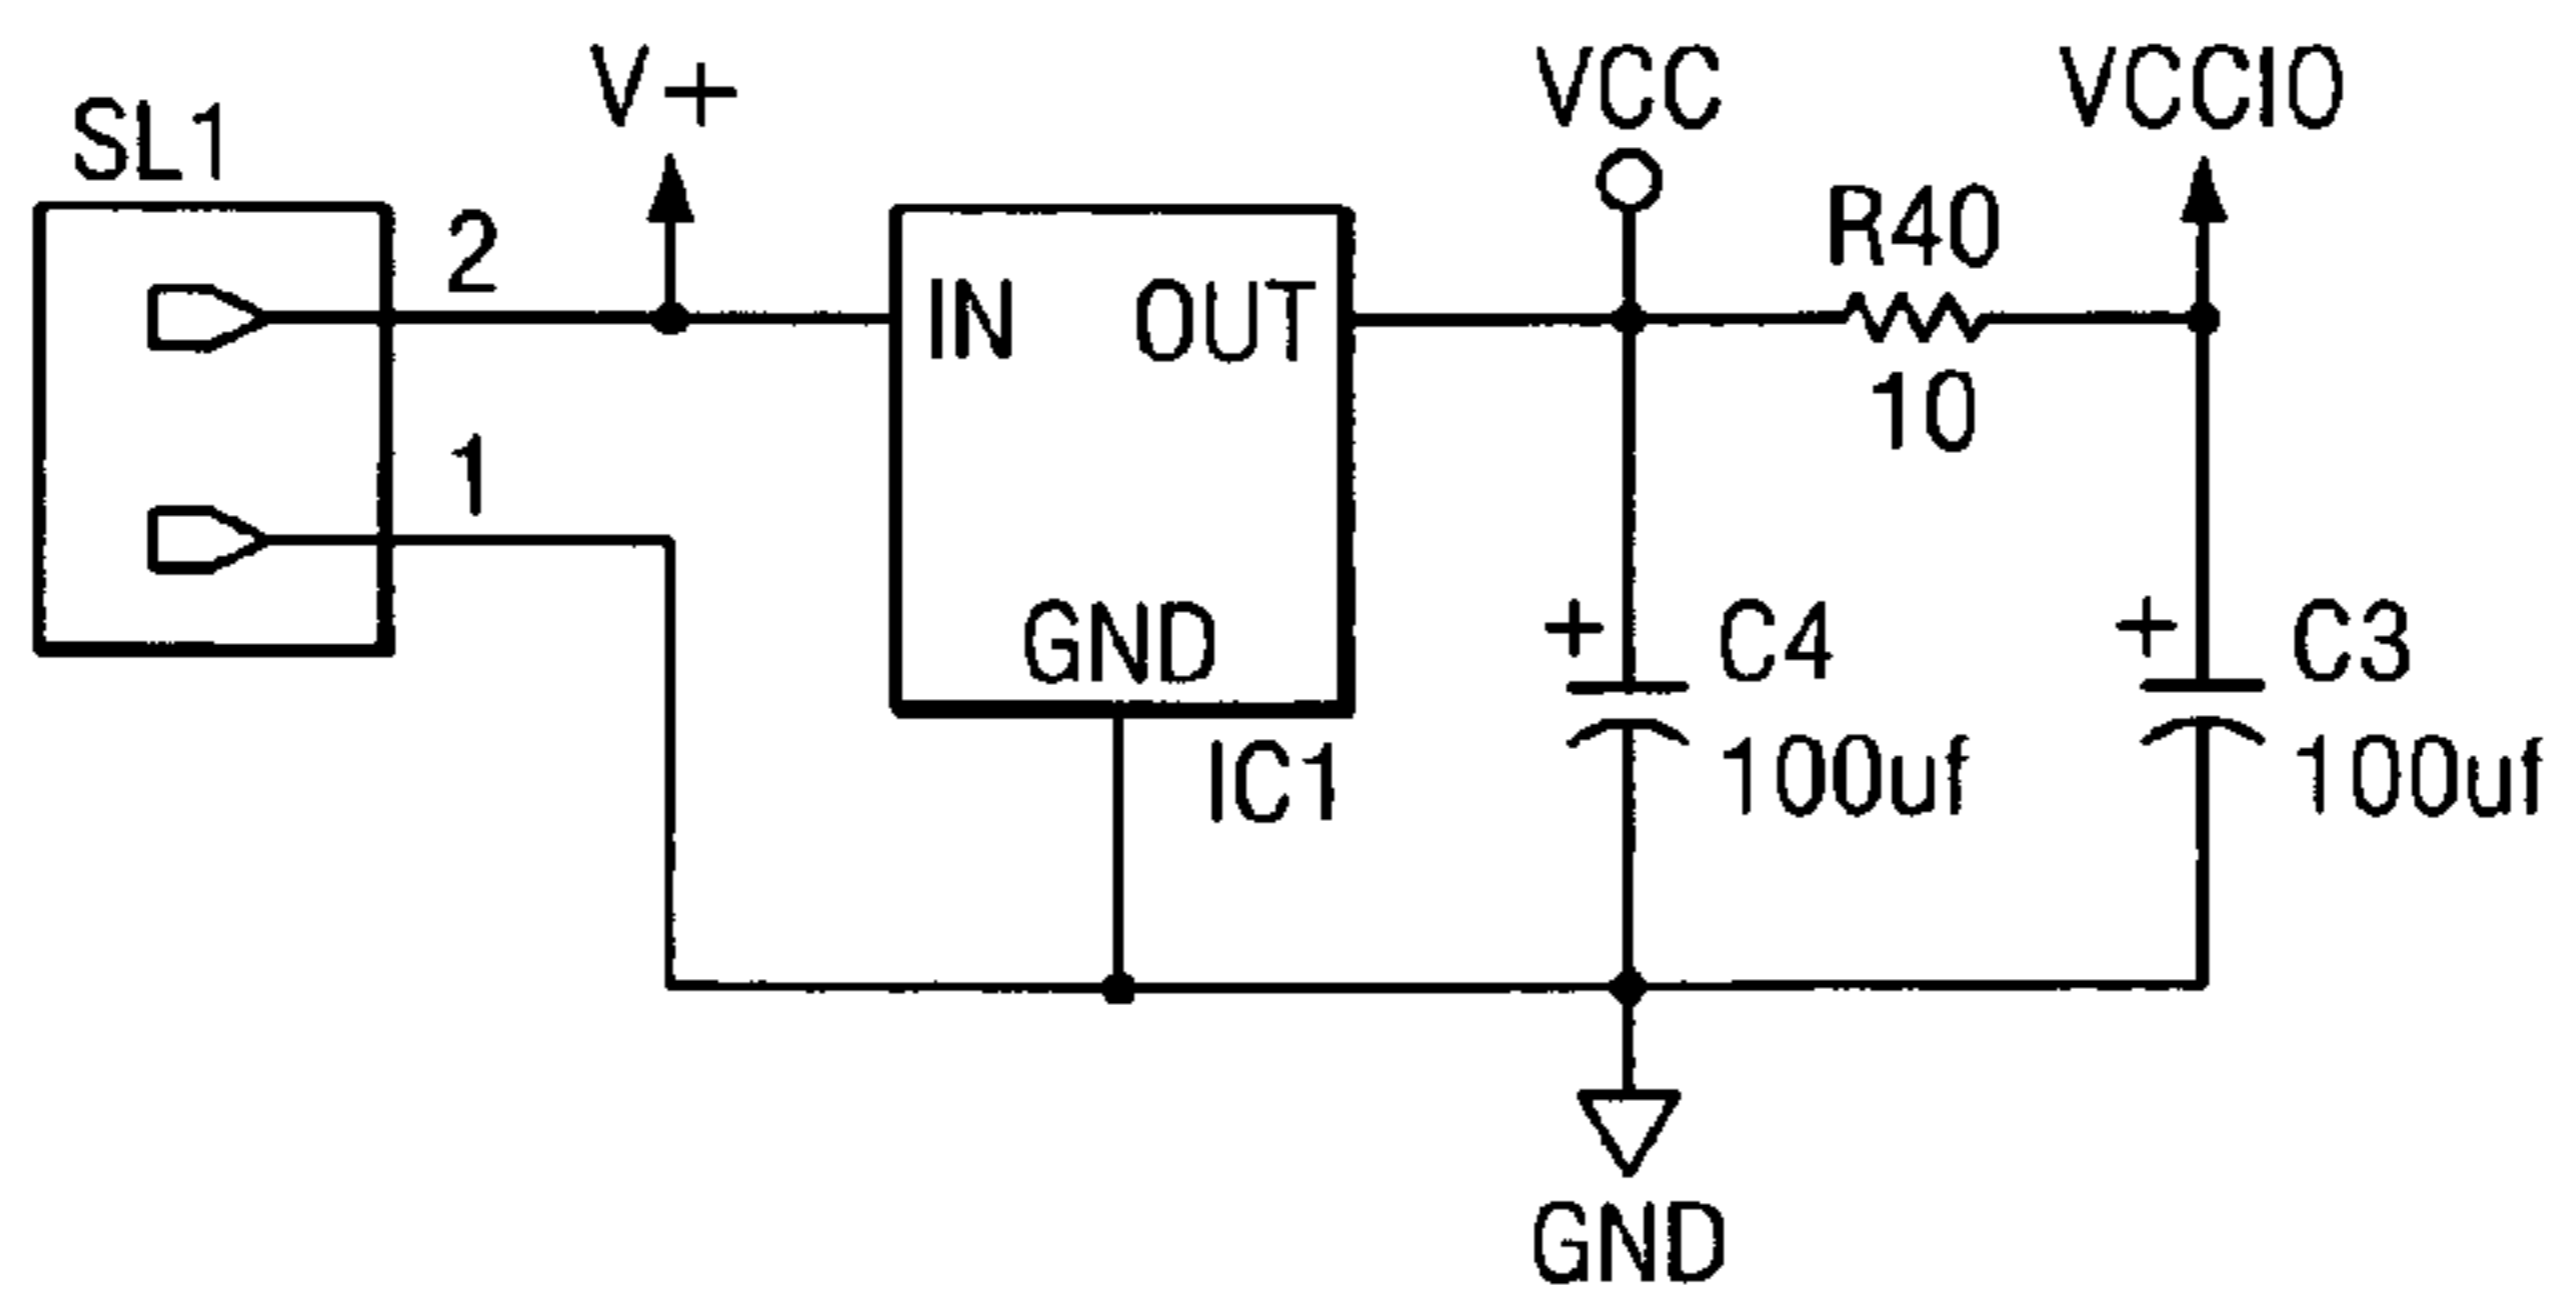 SL1
2
1
V+
IN OUT
GND
IC1
VCC
R40
10
VCCIO
+ C4
100uf
+ C3
100uf
GND